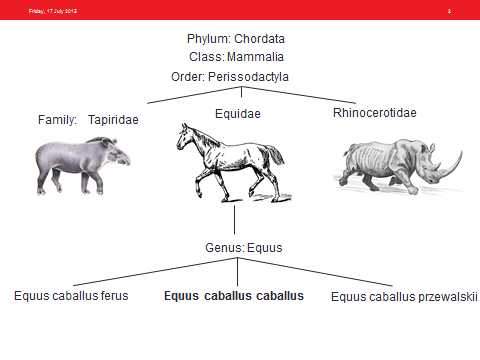 Friday, 17 July 2015 2
Phylum: Chordata
Class: Mammalia
Order: Perissodactyla
Family: Tapiridae Equidae Rhinocerotidae
Genus: Equus
Equus caballus ferus Equus caballus caballus Equus caballus przewalskii